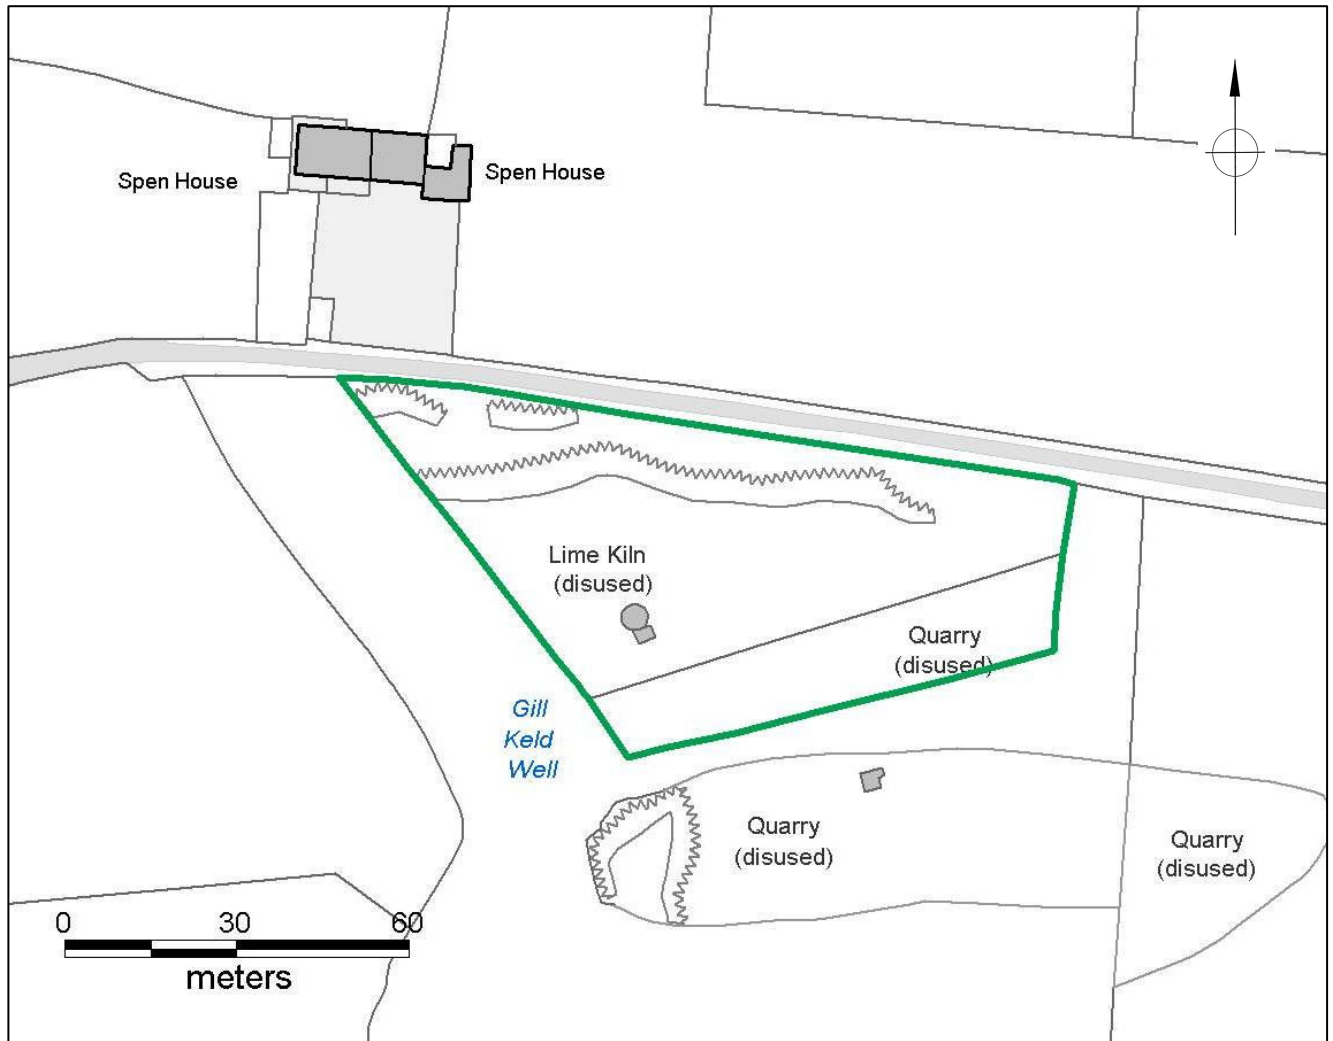 Spen House
Spen House
Lime Kiln
(disused)
Quarry
(disused)
Gill
Keld
Well
Quarry
(disused)
Quarry
(disused)
0 30 60
meters